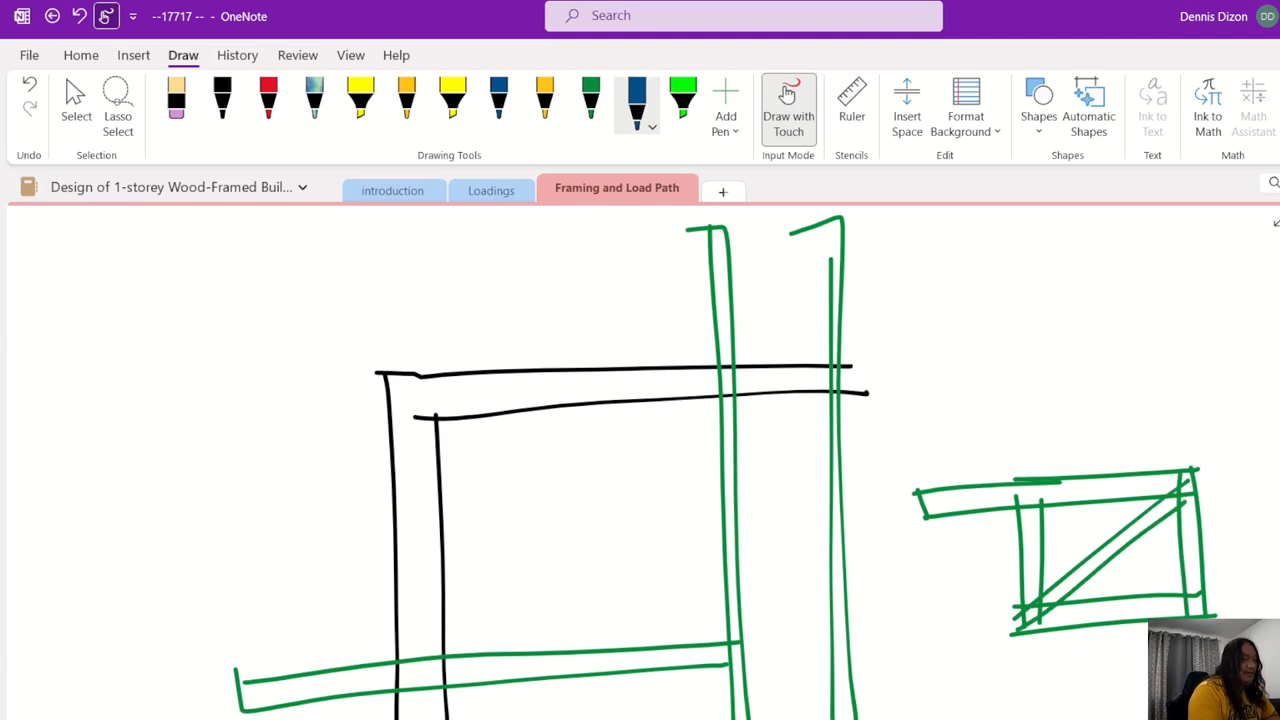 --17717 -- - OneNote
Search
Dennis Dizon
DD
File Home Insert Draw History Review View Help
Select
Lasso Select
Add Pen
Draw with Touch
Ruler
Insert Space
Format Background
Shapes
Automatic Shapes
Ink to Text
Ink to Math
Math Assistant
Undo
Selection
Drawing Tools
Input Mode
Stencils
Edit
Shapes
Text
Math
Design of 1-storey Wood-Framed Buil...
introduction
Loadings
Framing and Load Path
+